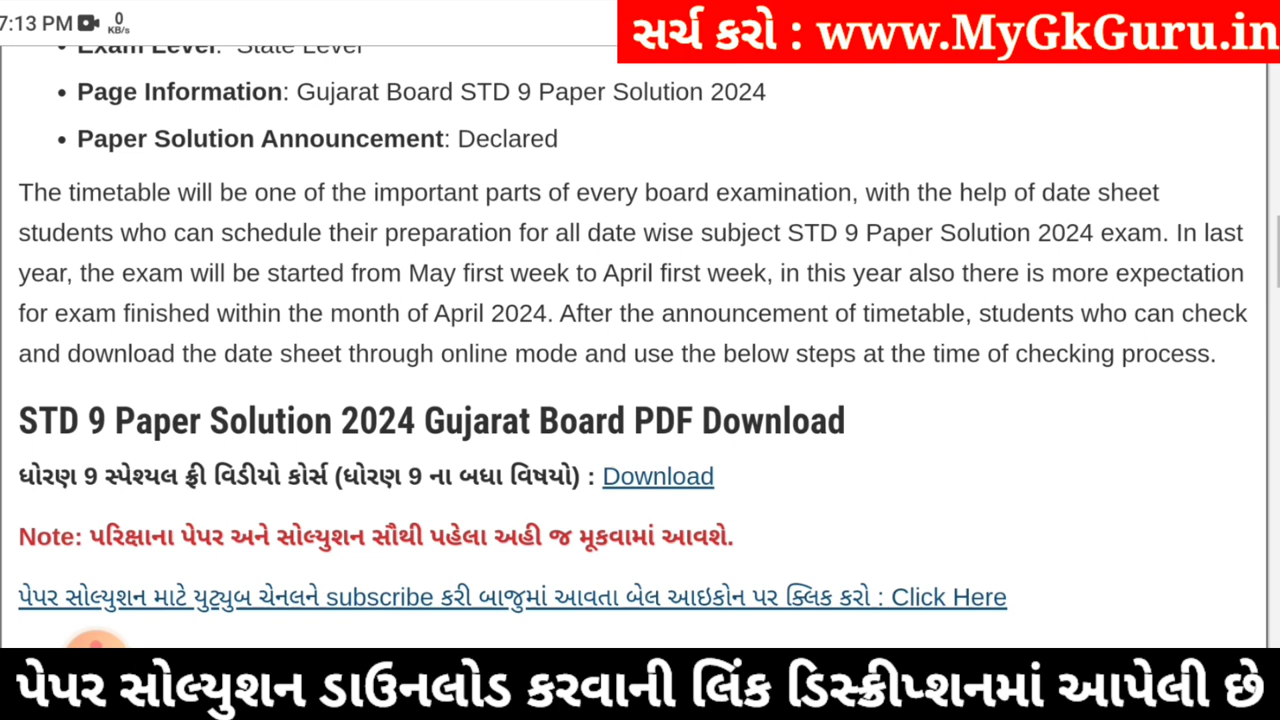 7:13 PM 0 KB/s
સર્ચ કરો : www.MyGkGuru.in
• Exam Level: State Level
• Page Information: Gujarat Board STD 9 Paper Solution 2024
• Paper Solution Announcement: Declared
The timetable will be one of the important parts of every board examination, with the help of date sheet
students who can schedule their preparation for all date wise subject STD 9 Paper Solution 2024 exam. In last
year, the exam will be started from May first week to April first week, in this year also there is more expectation
for exam finished within the month of April 2024. After the announcement of timetable, students who can check
and download the date sheet through online mode and use the below steps at the time of checking process.
STD 9 Paper Solution 2024 Gujarat Board PDF Download
ધોરણ 9 સ્પેશ્યલ ફ્રી વિડીયો કોર્સ (ધોરણ 9 ના બધા વિષયો) : Download
Note: પરિક્ષાના પેપર અને સોલ્યુશન સૌથી પહેલા અહી જ મૂકવામાં આવશે.
પેપર સોલ્યુશન માટે યુટ્યુબ ચેનલને subscribe કરી બાજુમાં આવતા બેલ આઇકોન પર ક્લિક કરો : Click Here
પેપર સોલ્યુશન ડાઉનલોડ કરવાની લિંક ડિસ્ક્રીપ્શનમાં આપેલી છે